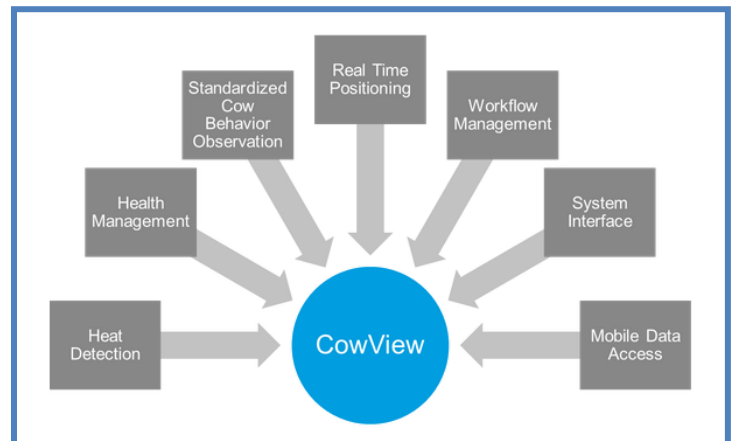 Real Time
Positioning
Standardized
Cow
Behavior
Observation
Workflow
Management
Health
Management
System
Interface
Heat
Detection
CowView
Mobile Data
Access